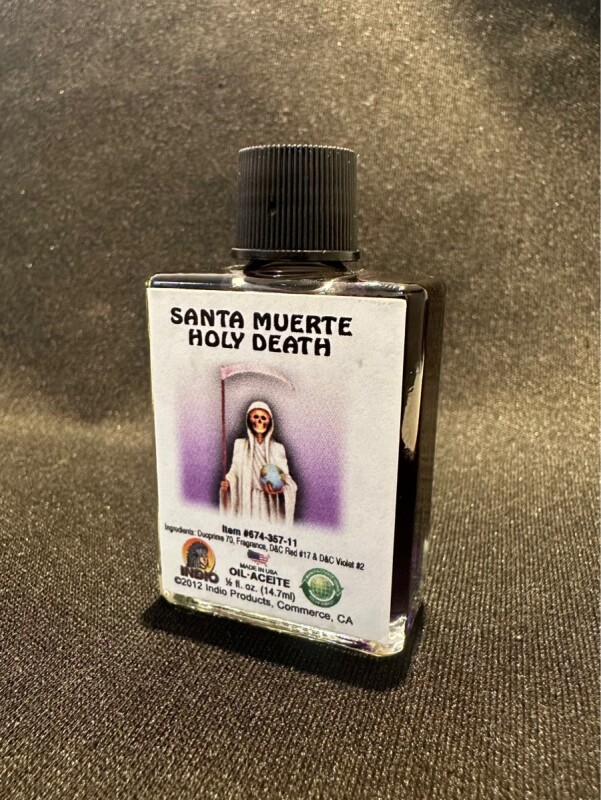 SANTA MUERTE
HOLY DEATH
Item #674-357-11
Ingredients: Duoprime 70, Fragrance, D&C Red #17 & D&C Violet #2
INDIO
MADE IN USA
OIL-ACEITE
½ fl. oz. (14.7ml)
©2012 Indio Products, Commerce, CA